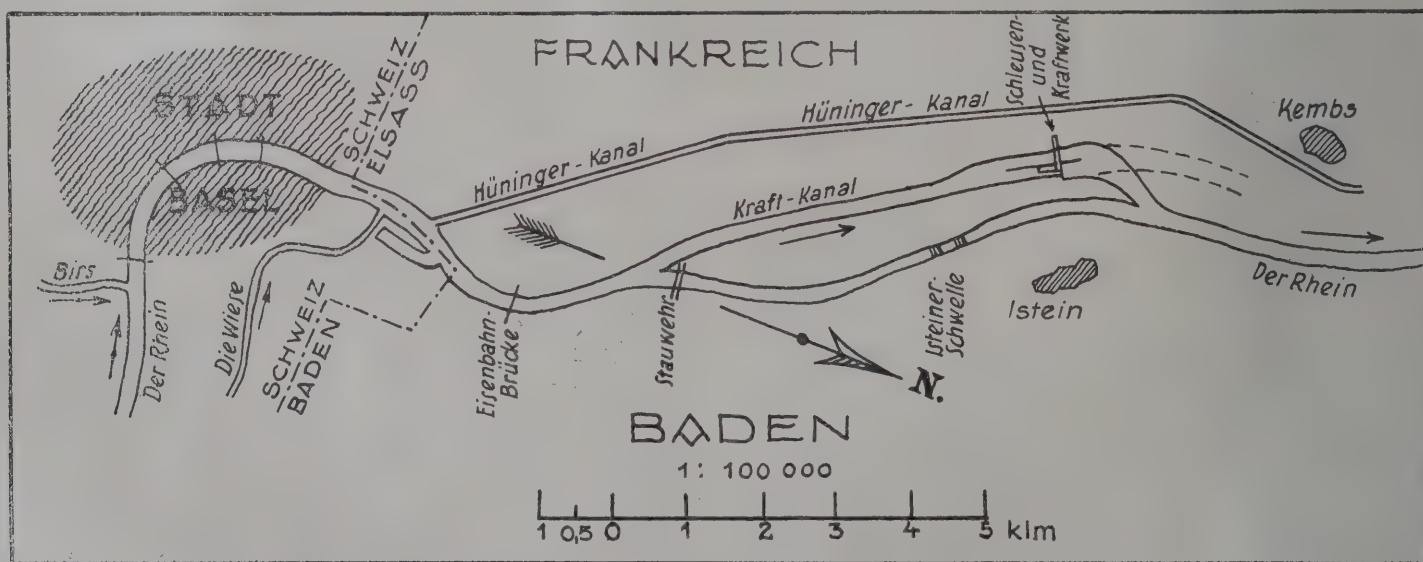 FRANKREICH
STADT
BASEL
SCHWEIZ
ELSASS
Hüninger-Kanal
Hüninger-Kanal
Schleusen-
und
Kraftwerk
Kembs
Kraft-Kanal
Birs
Der Rhein
Die Wiese
SCHWEIZ
BADEN
Eisenbahn-
Brücke
Stauwehr
Isteiner-
Schwelle
Istein
Der Rhein
N.
BADEN
1: 100 000
1 0,5 0 1 2 3 4 5 klm